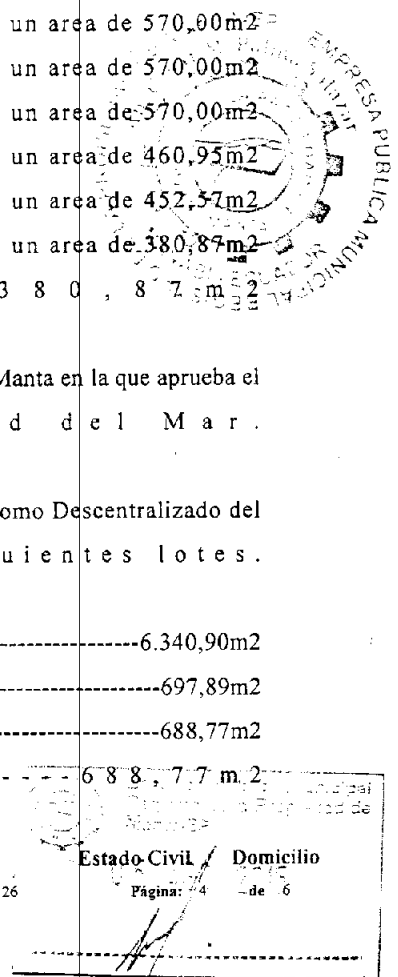 un area de 570,00m2
un area de 570,00m2
un area de 570,00m2
un area de 460,95m2
un area de 452,57m2
un area de 380,87m2
3 8 0 , 8 7 m 2
EMPRESA PUBLICA MUNICIPAL
Manta en la que aprueba el
d d e l M a r .
omo Descentralizado del
u i e n t e s l o t e s .
----------------6.340,90m2
------------------697,89m2
------------------688,77m2
- - - - 6 8 8 , 7 7 m 2
Estado Civil Domicilio
26 Página: 4 de 6